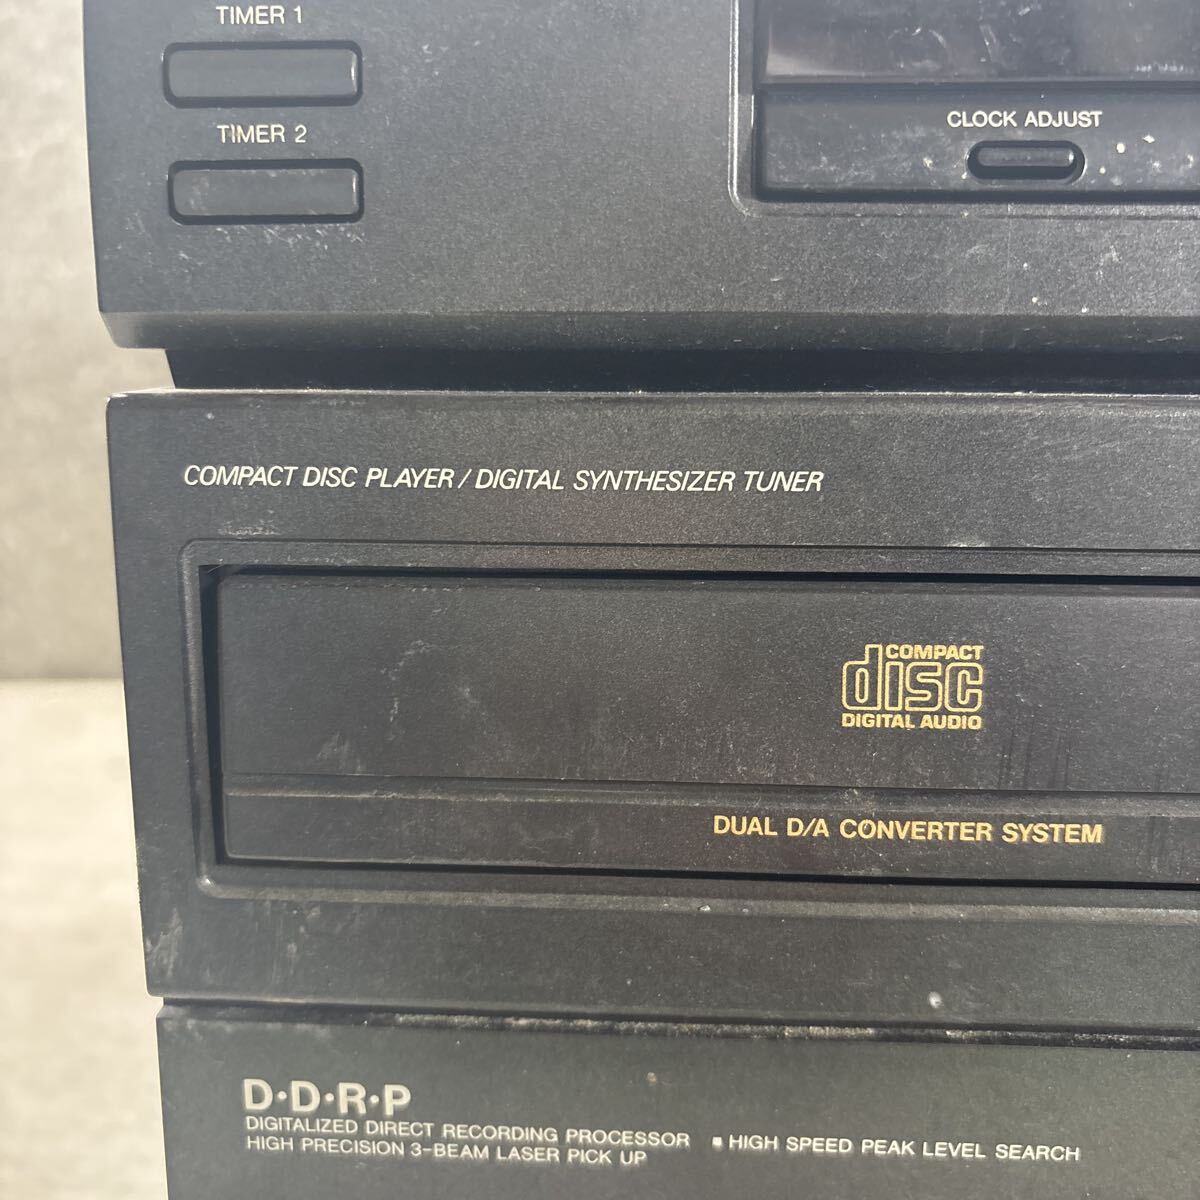 TIMER 1
TIMER 2
CLOCK ADJUST
COMPACT DISC PLAYER / DIGITAL SYNTHESIZER TUNER
COMPACT
disc
DIGITAL AUDIO
DUAL D/A CONVERTER SYSTEM
D·D·R·P
DIGITALIZED DIRECT RECORDING PROCESSOR
HIGH PRECISION 3-BEAM LASER PICK UP
■ HIGH SPEED PEAK LEVEL SEARCH